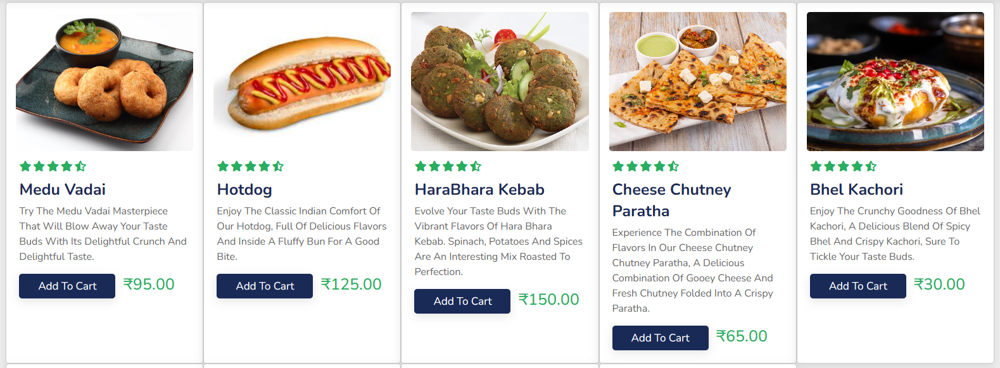 Medu Vadai
Try The Medu Vadai Masterpiece
That Will Blow Away Your Taste
Buds With Its Delightful Crunch And
Delightful Taste.
Add To Cart ₹95.00
Hotdog
Enjoy The Classic Indian Comfort Of
Our Hotdog, Full Of Delicious Flavors
And Inside A Fluffy Bun For A Good
Bite.
Add To Cart ₹125.00
HaraBhara Kebab
Evolve Your Taste Buds With The
Vibrant Flavors Of Hara Bhara
Kebab. Spinach, Potatoes And Spices
Are An Interesting Mix Roasted To
Perfection.
Add To Cart ₹150.00
Cheese Chutney
Paratha
Experience The Combination Of
Flavors In Our Cheese Chutney
Chutney Paratha, A Delicious
Combination Of Gooey Cheese And
Fresh Chutney Folded Into A Crispy
Paratha.
Add To Cart ₹65.00
Bhel Kachori
Enjoy The Crunchy Goodness Of Bhel
Kachori, A Delicious Blend Of Spicy
Bhel And Crispy Kachori, Sure To
Tickle Your Taste Buds.
Add To Cart ₹30.00